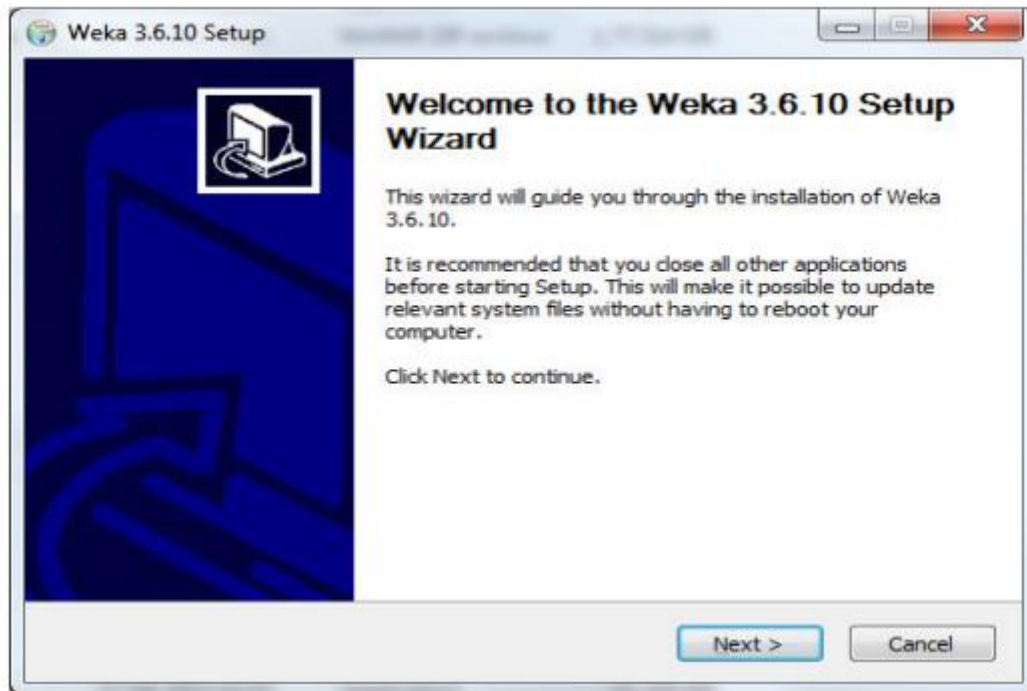 Weka 3.6.10 Setup
Welcome to the Weka 3.6.10 Setup
Wizard
This wizard will guide you through the installation of Weka
3.6.10.
It is recommended that you close all other applications
before starting Setup. This will make it possible to update
relevant system files without having to reboot your
computer.
Click Next to continue.
Next >
Cancel